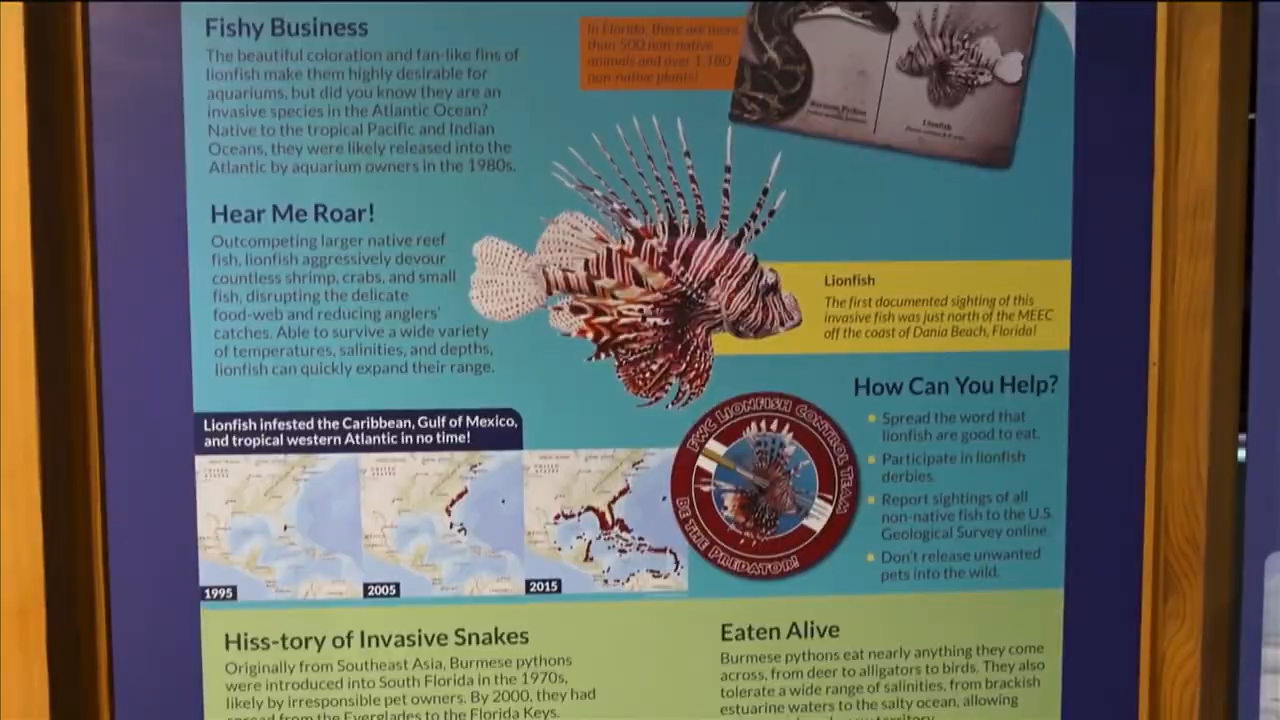 Fishy Business
The beautiful coloration and fan-like fins of
lionfish make them highly desirable for
aquariums, but did you know they are an
invasive species in the Atlantic Ocean?
Native to the tropical Pacific and Indian
Oceans, they were likely released into the
Atlantic by aquarium owners in the 1980s.
In Florida, there are more
than 500 non-native
animals and over 1,180
non-native plants!
Burmese Python
Lionfish
Hear Me Roar!
Outcompeting larger native reef
fish, lionfish aggressively devour
countless shrimp, crabs, and small
fish, disrupting the delicate
food-web and reducing anglers'
catches. Able to survive a wide variety
of temperatures, salinities, and depths,
lionfish can quickly expand their range.
Lionfish
The first documented sighting of this
invasive fish was just north of the MEEC
off the coast of Dania Beach, Florida!
Lionfish infested the Caribbean, Gulf of Mexico,
and tropical western Atlantic in no time!
1995
2005
2015
FWC LIONFISH CONTROL TEAM
BE THE PREDATOR!
How Can You Help?
Spread the word that
lionfish are good to eat.
Participate in lionfish
derbies.
Report sightings of all
non-native fish to the U.S.
Geological Survey online.
Don't release unwanted
pets into the wild.
Hiss-tory of Invasive Snakes
Originally from Southeast Asia, Burmese pythons
were introduced into South Florida in the 1970s,
likely by irresponsible pet owners. By 2000, they had
spread from the Everglades to the Florida Keys.
Eaten Alive
Burmese pythons eat nearly anything they come
across, from deer to alligators to birds. They also
tolerate a wide range of salinities, from brackish
estuarine waters to the salty ocean, allowing